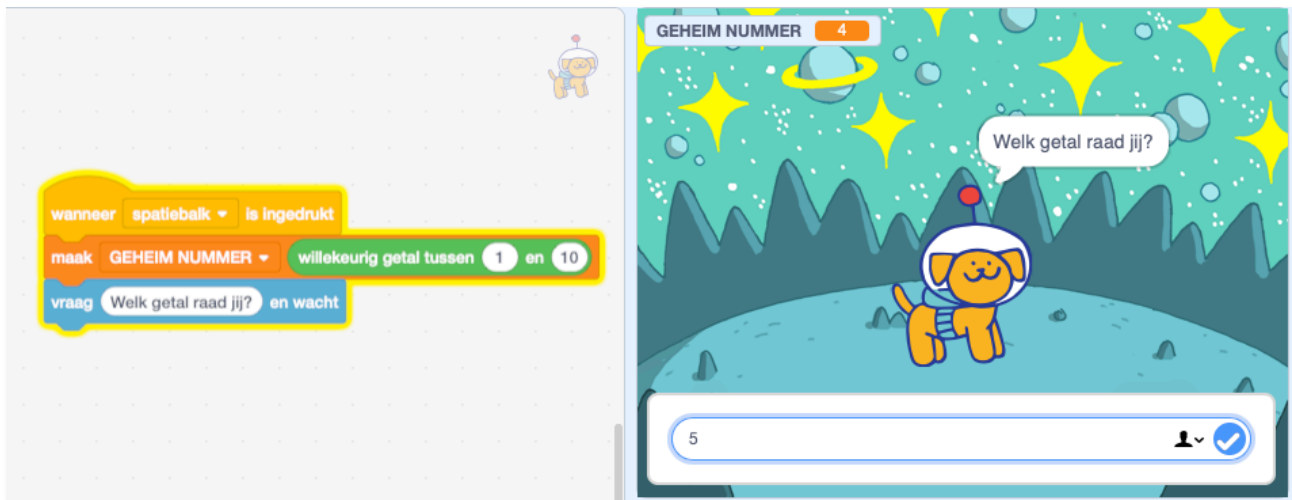 wanneer spatiebalk is ingedrukt
maak GEHEIM NUMMER willekeurig getal tussen 1 en 10
vraag Welk getal raad jij? en wacht
GEHEIM NUMMER 4
Welk getal raad jij?
5